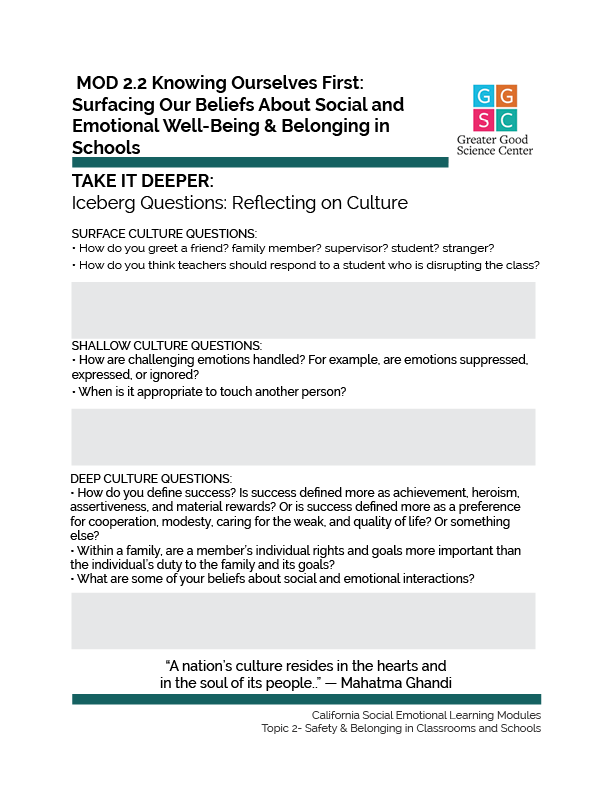 MOD 2.2 Knowing Ourselves First:
Surfacing Our Beliefs About Social and
Emotional Well-Being & Belonging in
Schools
G G
S C
Greater Good
Science Center
TAKE IT DEEPER:
Iceberg Questions: Reflecting on Culture
SURFACE CULTURE QUESTIONS:
• How do you greet a friend? family member? supervisor? student? stranger?
• How do you think teachers should respond to a student who is disrupting the class?
SHALLOW CULTURE QUESTIONS:
• How are challenging emotions handled? For example, are emotions suppressed,
expressed, or ignored?
• When is it appropriate to touch another person?
DEEP CULTURE QUESTIONS:
• How do you define success? Is success defined more as achievement, heroism,
assertiveness, and material rewards? Or is success defined more as a preference
for cooperation, modesty, caring for the weak, and quality of life? Or something
else?
• Within a family, are a member's individual rights and goals more important than
the individual's duty to the family and its goals?
• What are some of your beliefs about social and emotional interactions?
“A nation's culture resides in the hearts and
in the soul of its people..” — Mahatma Ghandi
California Social Emotional Learning Modules
Topic 2- Safety & Belonging in Classrooms and Schools